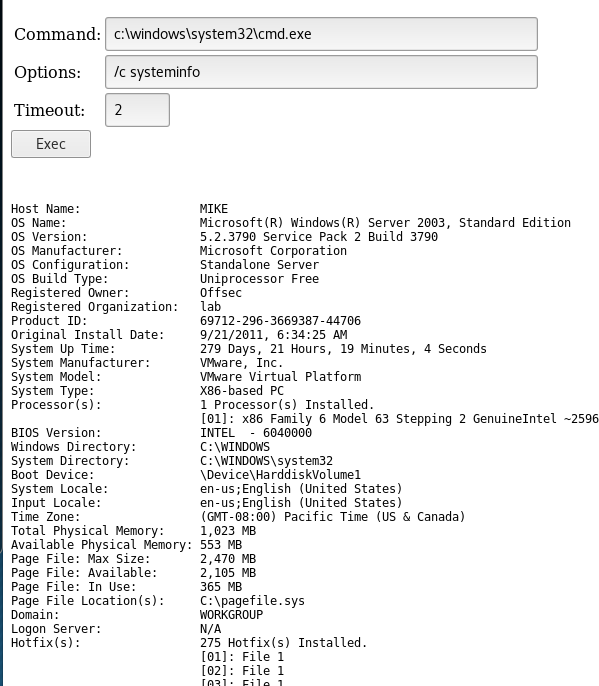 Command: c:\windows\system32\cmd.exe
Options: /c systeminfo
Timeout: 2
Exec
Host Name: MIKE
OS Name: Microsoft(R) Windows(R) Server 2003, Standard Edition
OS Version: 5.2.3790 Service Pack 2 Build 3790
OS Manufacturer: Microsoft Corporation
OS Configuration: Standalone Server
OS Build Type: Uniprocessor Free
Registered Owner: Offsec
Registered Organization: lab
Product ID: 69712-296-3669387-44706
Original Install Date: 9/21/2011, 6:34:25 AM
System Up Time: 279 Days, 21 Hours, 19 Minutes, 4 Seconds
System Manufacturer: VMware, Inc.
System Model: VMware Virtual Platform
System Type: X86-based PC
Processor(s): 1 Processor(s) Installed.
[01]: x86 Family 6 Model 63 Stepping 2 GenuineIntel ~2596
BIOS Version: INTEL - 6040000
Windows Directory: C:\WINDOWS
System Directory: C:\WINDOWS\system32
Boot Device: \Device\HarddiskVolume1
System Locale: en-us;English (United States)
Input Locale: en-us;English (United States)
Time Zone: (GMT-08:00) Pacific Time (US & Canada)
Total Physical Memory: 1,023 MB
Available Physical Memory: 553 MB
Page File: Max Size: 2,470 MB
Page File: Available: 2,105 MB
Page File: In Use: 365 MB
Page File Location(s): C:\pagefile.sys
Domain: WORKGROUP
Logon Server: N/A
Hotfix(s): 275 Hotfix(s) Installed.
[01]: File 1
[02]: File 1
[03]: File 1